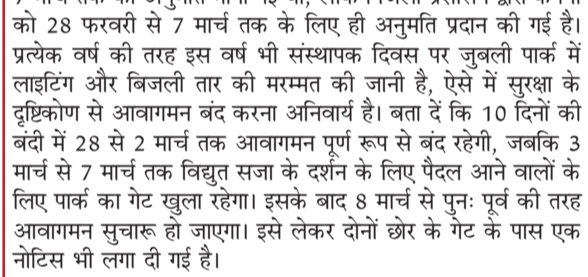 को 28 फरवरी से 7 मार्च तक के लिए ही अनुमति प्रदान की गई है।
प्रत्येक वर्ष की तरह इस वर्ष भी संस्थापक दिवस पर जुबली पार्क में
लाइटिंग और बिजली तार की मरम्मत की जानी है, ऐसे में सुरक्षा के
दृष्टिकोण से आवागमन बंद करना अनिवार्य है। बता दें कि 10 दिनों की
बंदी में 28 से 2 मार्च तक आवागमन पूर्ण रूप से बंद रहेगी, जबकि 3
मार्च से 7 मार्च तक विद्युत सजा के दर्शन के लिए पैदल आने वालों के
लिए पार्क का गेट खुला रहेगा। इसके बाद 8 मार्च से पुनः पूर्व की तरह
आवागमन सुचारू हो जाएगा। इसे लेकर दोनों छोर के गेट के पास एक
नोटिस भी लगा दी गई है।